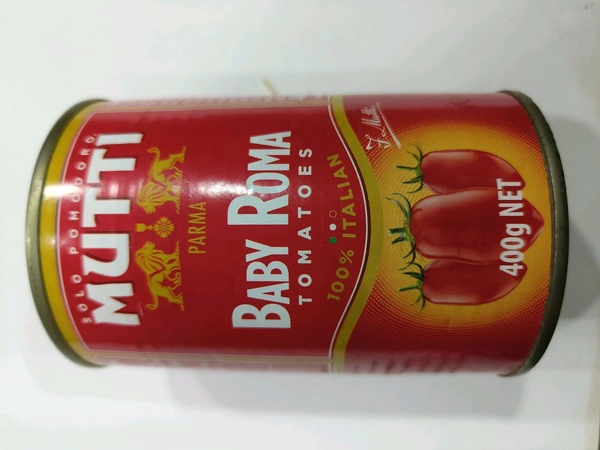 SOLO POMODORO
MUTTI
PARMA
BABY ROMA
TOMATOES
100% ITALIAN
400g NET